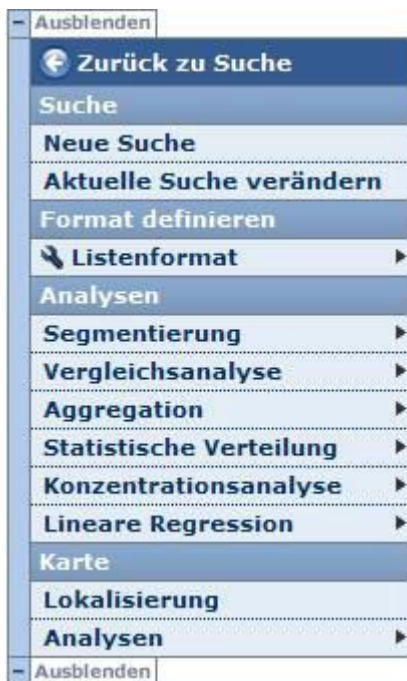 Ausblenden
Zurück zu Suche
Suche
Neue Suche
Aktuelle Suche verändern
Format definieren
Listenformat
Analysen
Segmentierung
Vergleichsanalyse
Aggregation
Statistische Verteilung
Konzentrationsanalyse
Lineare Regression
Karte
Lokalisierung
Analysen
Ausblenden